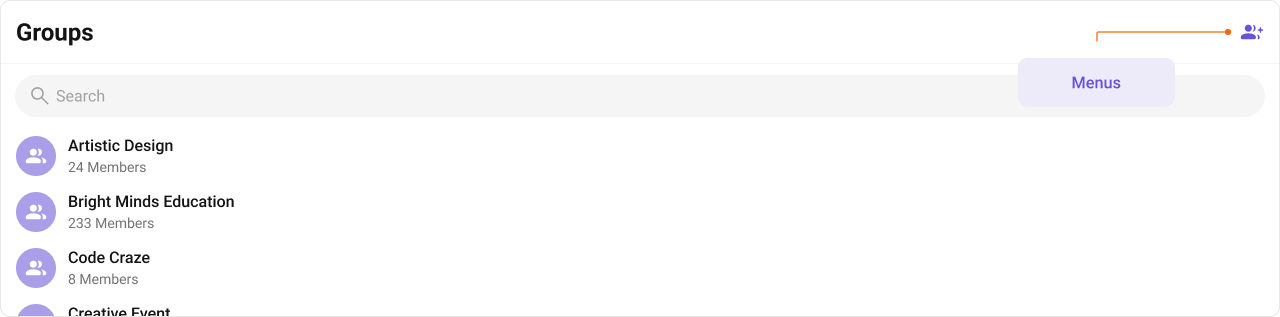 Groups
Menus
Search
Artistic Design
24 Members
Bright Minds Education
233 Members
Code Craze
8 Members
Creative Event